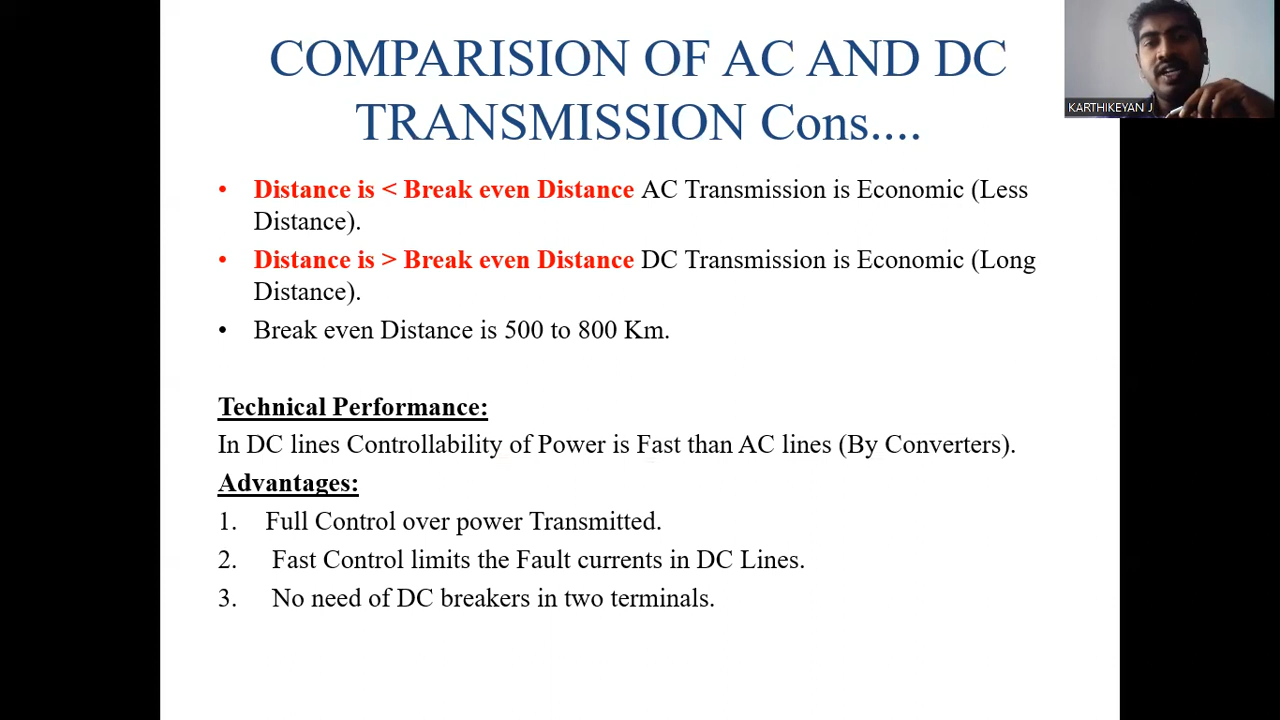 COMPARISION OF AC AND DC
TRANSMISSION Cons....
KARTHIKEYAN J
• Distance is < Break even Distance AC Transmission is Economic (Less
Distance).
• Distance is > Break even Distance DC Transmission is Economic (Long
Distance).
• Break even Distance is 500 to 800 Km.
Technical Performance:
In DC lines Controllability of Power is Fast than AC lines (By Converters).
Advantages:
1. Full Control over power Transmitted.
2. Fast Control limits the Fault currents in DC Lines.
3. No need of DC breakers in two terminals.